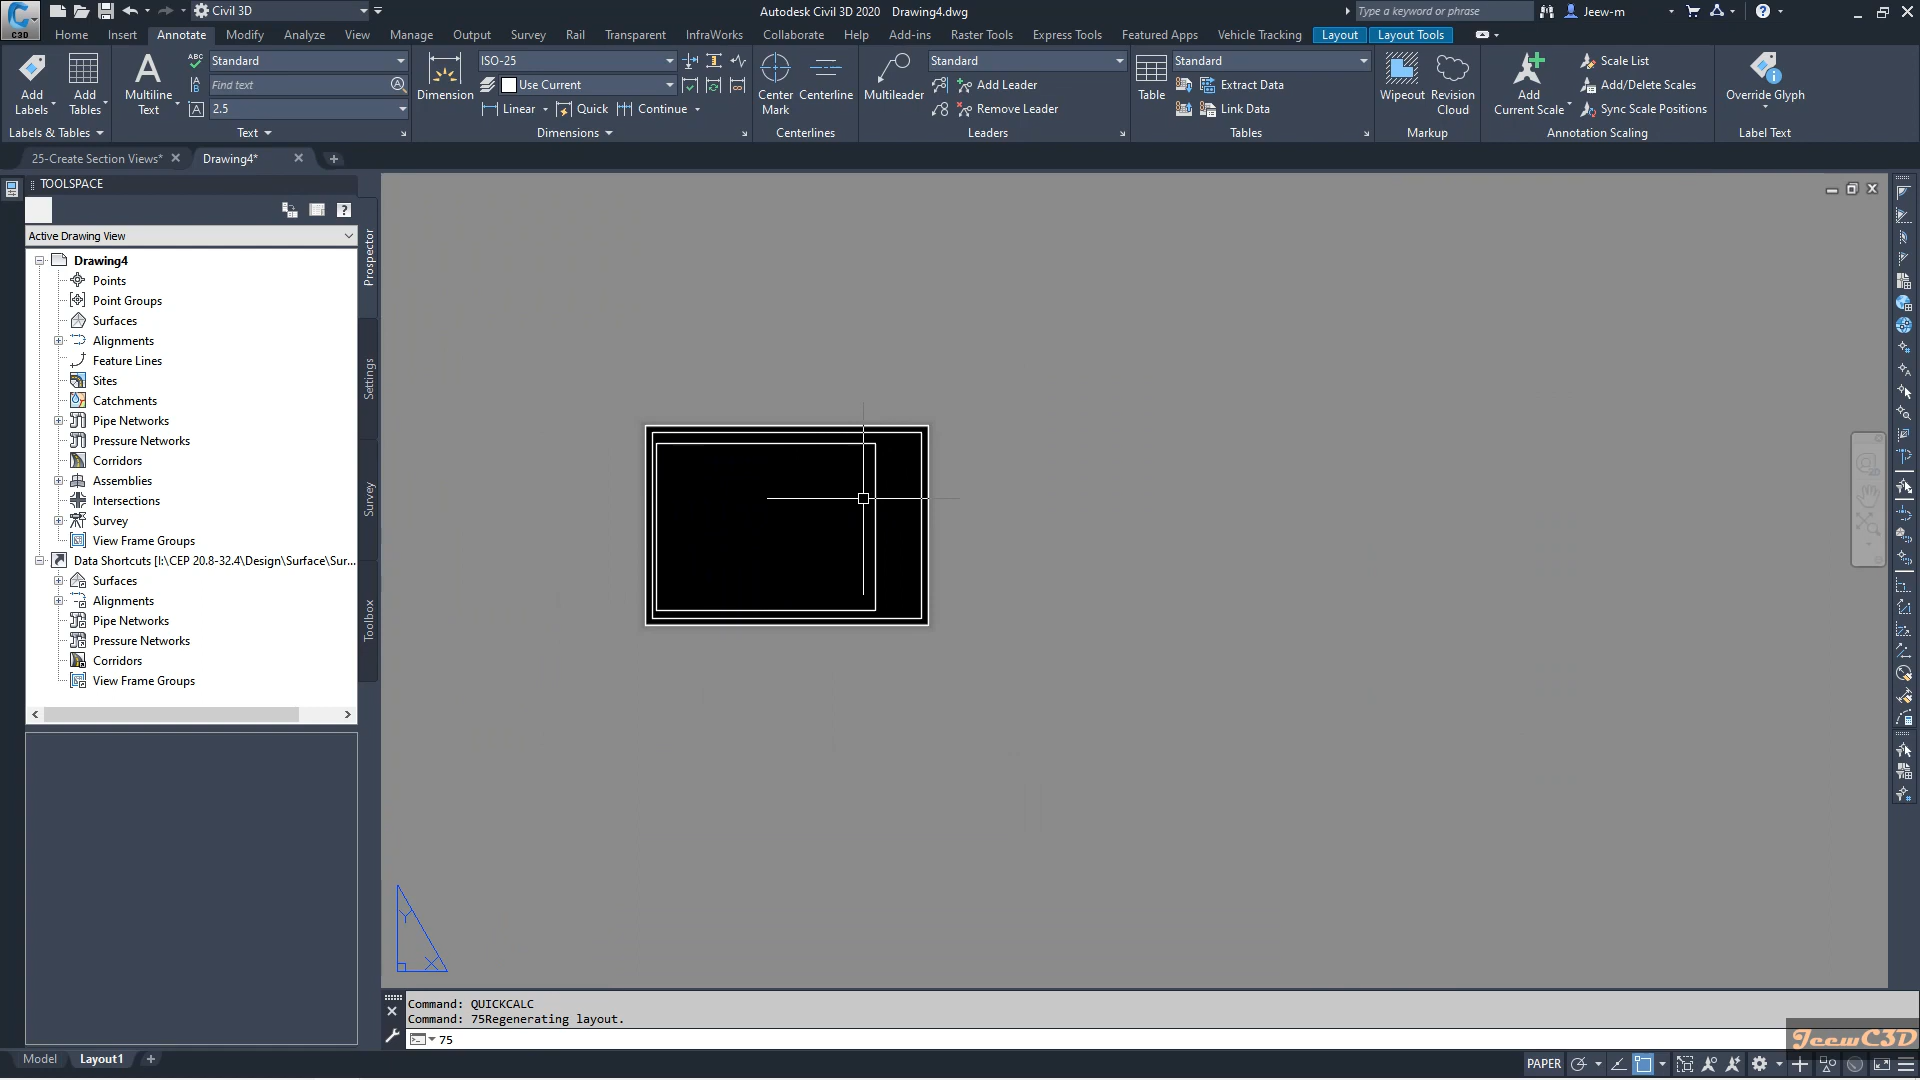 C3D
Civil 3D
Autodesk Civil 3D 2020 Drawing4.dwg
Type a keyword or phrase
Jeew-m
Home Insert Annotate Modify Analyze View Manage Output Survey Rail Transparent InfraWorks Collaborate Help Add-ins Raster Tools Express Tools Featured Apps Vehicle Tracking Layout Layout Tools
Add Labels
Add Tables
Labels & Tables
Multiline Text
ABC
Standard
Find text
2.5
Text
Dimension
ISO-25
Use Current
Linear Quick Continue
Dimensions
Center Mark
Centerline
Centerlines
Multileader
Standard
Add Leader
Remove Leader
Leaders
Table
Standard
Extract Data
Link Data
Tables
Wipeout
Revision Cloud
Markup
Add Current Scale
Scale List
Add/Delete Scales
Sync Scale Positions
Annotation Scaling
Override Glyph
Label Text
25-Create Section Views*
Drawing4*
TOOLSPACE
Active Drawing View
Drawing4
Points
Point Groups
Surfaces
Alignments
Feature Lines
Sites
Catchments
Pipe Networks
Pressure Networks
Corridors
Assemblies
Intersections
Survey
View Frame Groups
Data Shortcuts [I:\CEP 20.8-32.4\Design\Surface\Sur...
Surfaces
Alignments
Pipe Networks
Pressure Networks
Corridors
View Frame Groups
Prospector
Settings
Survey
Toolbox
Y
X
Command: QUICKCALC
Command: 75Regenerating layout.
75
JeewC3D
Model Layout1
PAPER